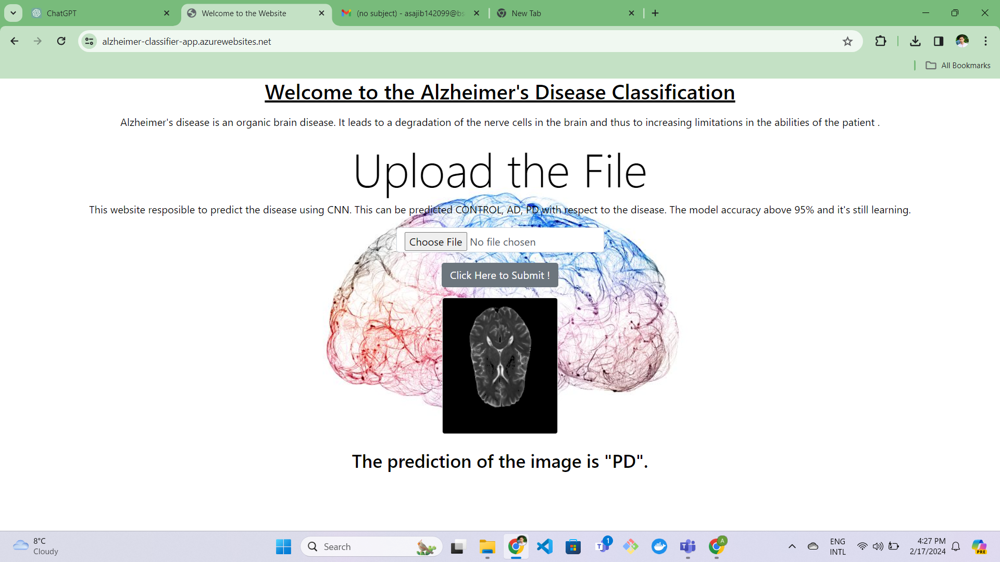 ChatGPT
Welcome to the Website
(no subject) - asajib142099@bs
New Tab
alzheimer-classifier-app.azurewebsites.net
All Bookmarks
Welcome to the Alzheimer's Disease Classification
Alzheimer's disease is an organic brain disease. It leads to a degradation of the nerve cells in the brain and thus to increasing limitations in the abilities of the patient .
Upload the File
This website resposible to predict the disease using CNN. This can be predicted CONTROL, AD, PD with respect to the disease. The model accuracy above 95% and it's still learning.
Choose File No file chosen
Click Here to Submit !
The prediction of the image is "PD".
8°C
Cloudy
Search
1
A
ENG
INTL
4:27 PM
2/17/2024
PRE